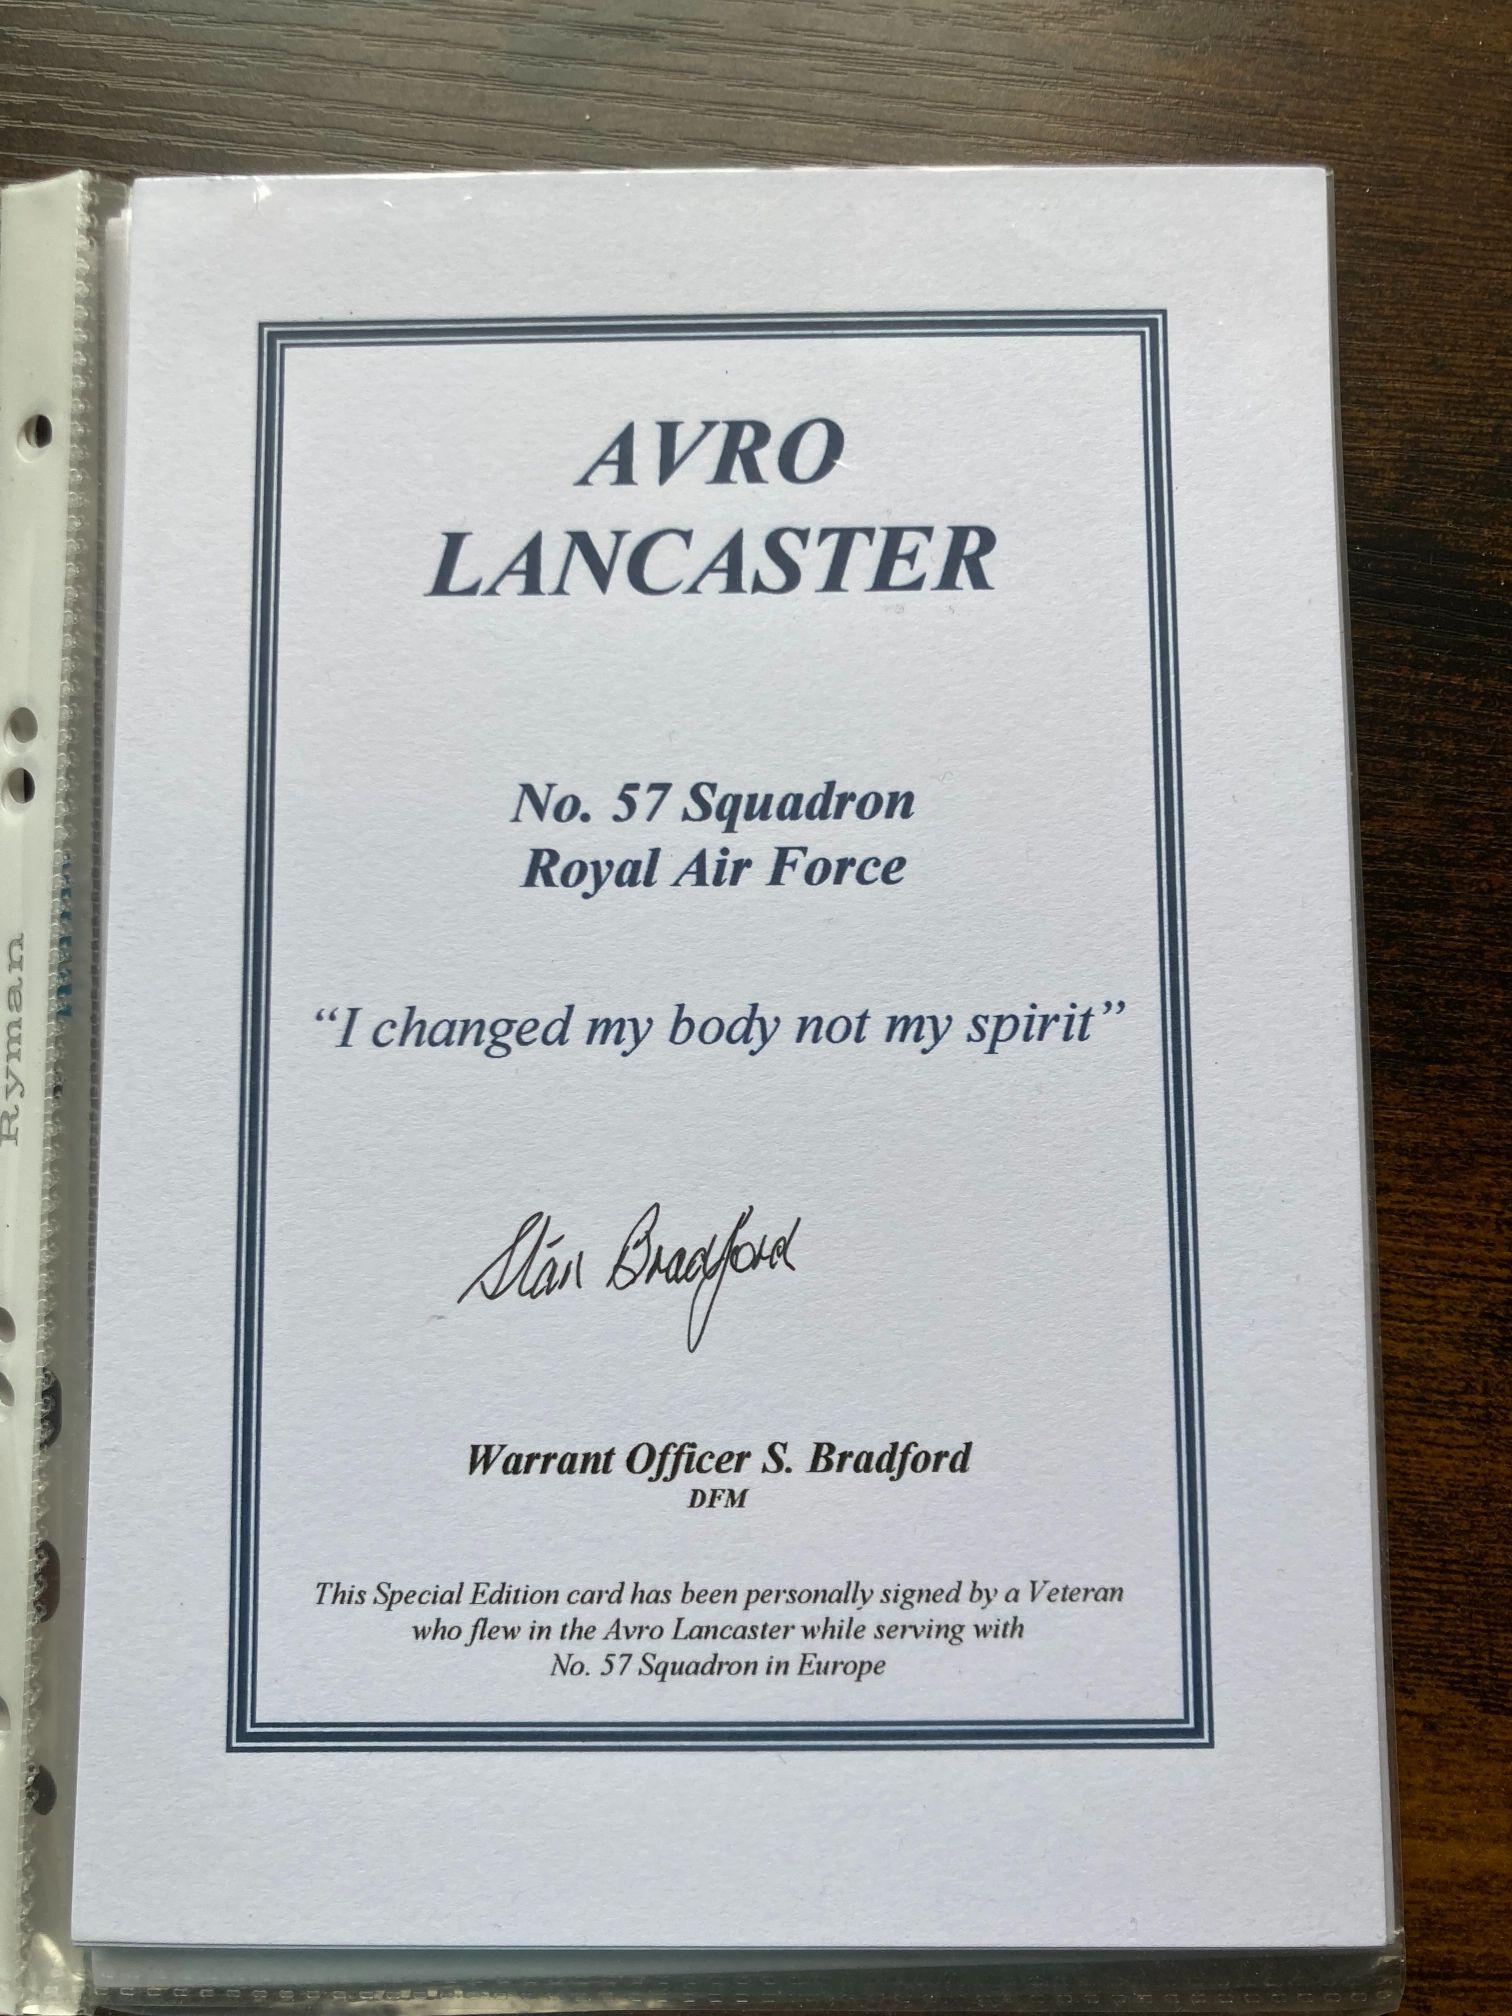 AVRO
LANCASTER
No. 57 Squadron
Royal Air Force
“I changed my body not my spirit”
Stan Bradford
Warrant Officer S. Bradford
DFM
This Special Edition card has been personally signed by a Veteran
who flew in the Avro Lancaster while serving with
No. 57 Squadron in Europe
Ryman